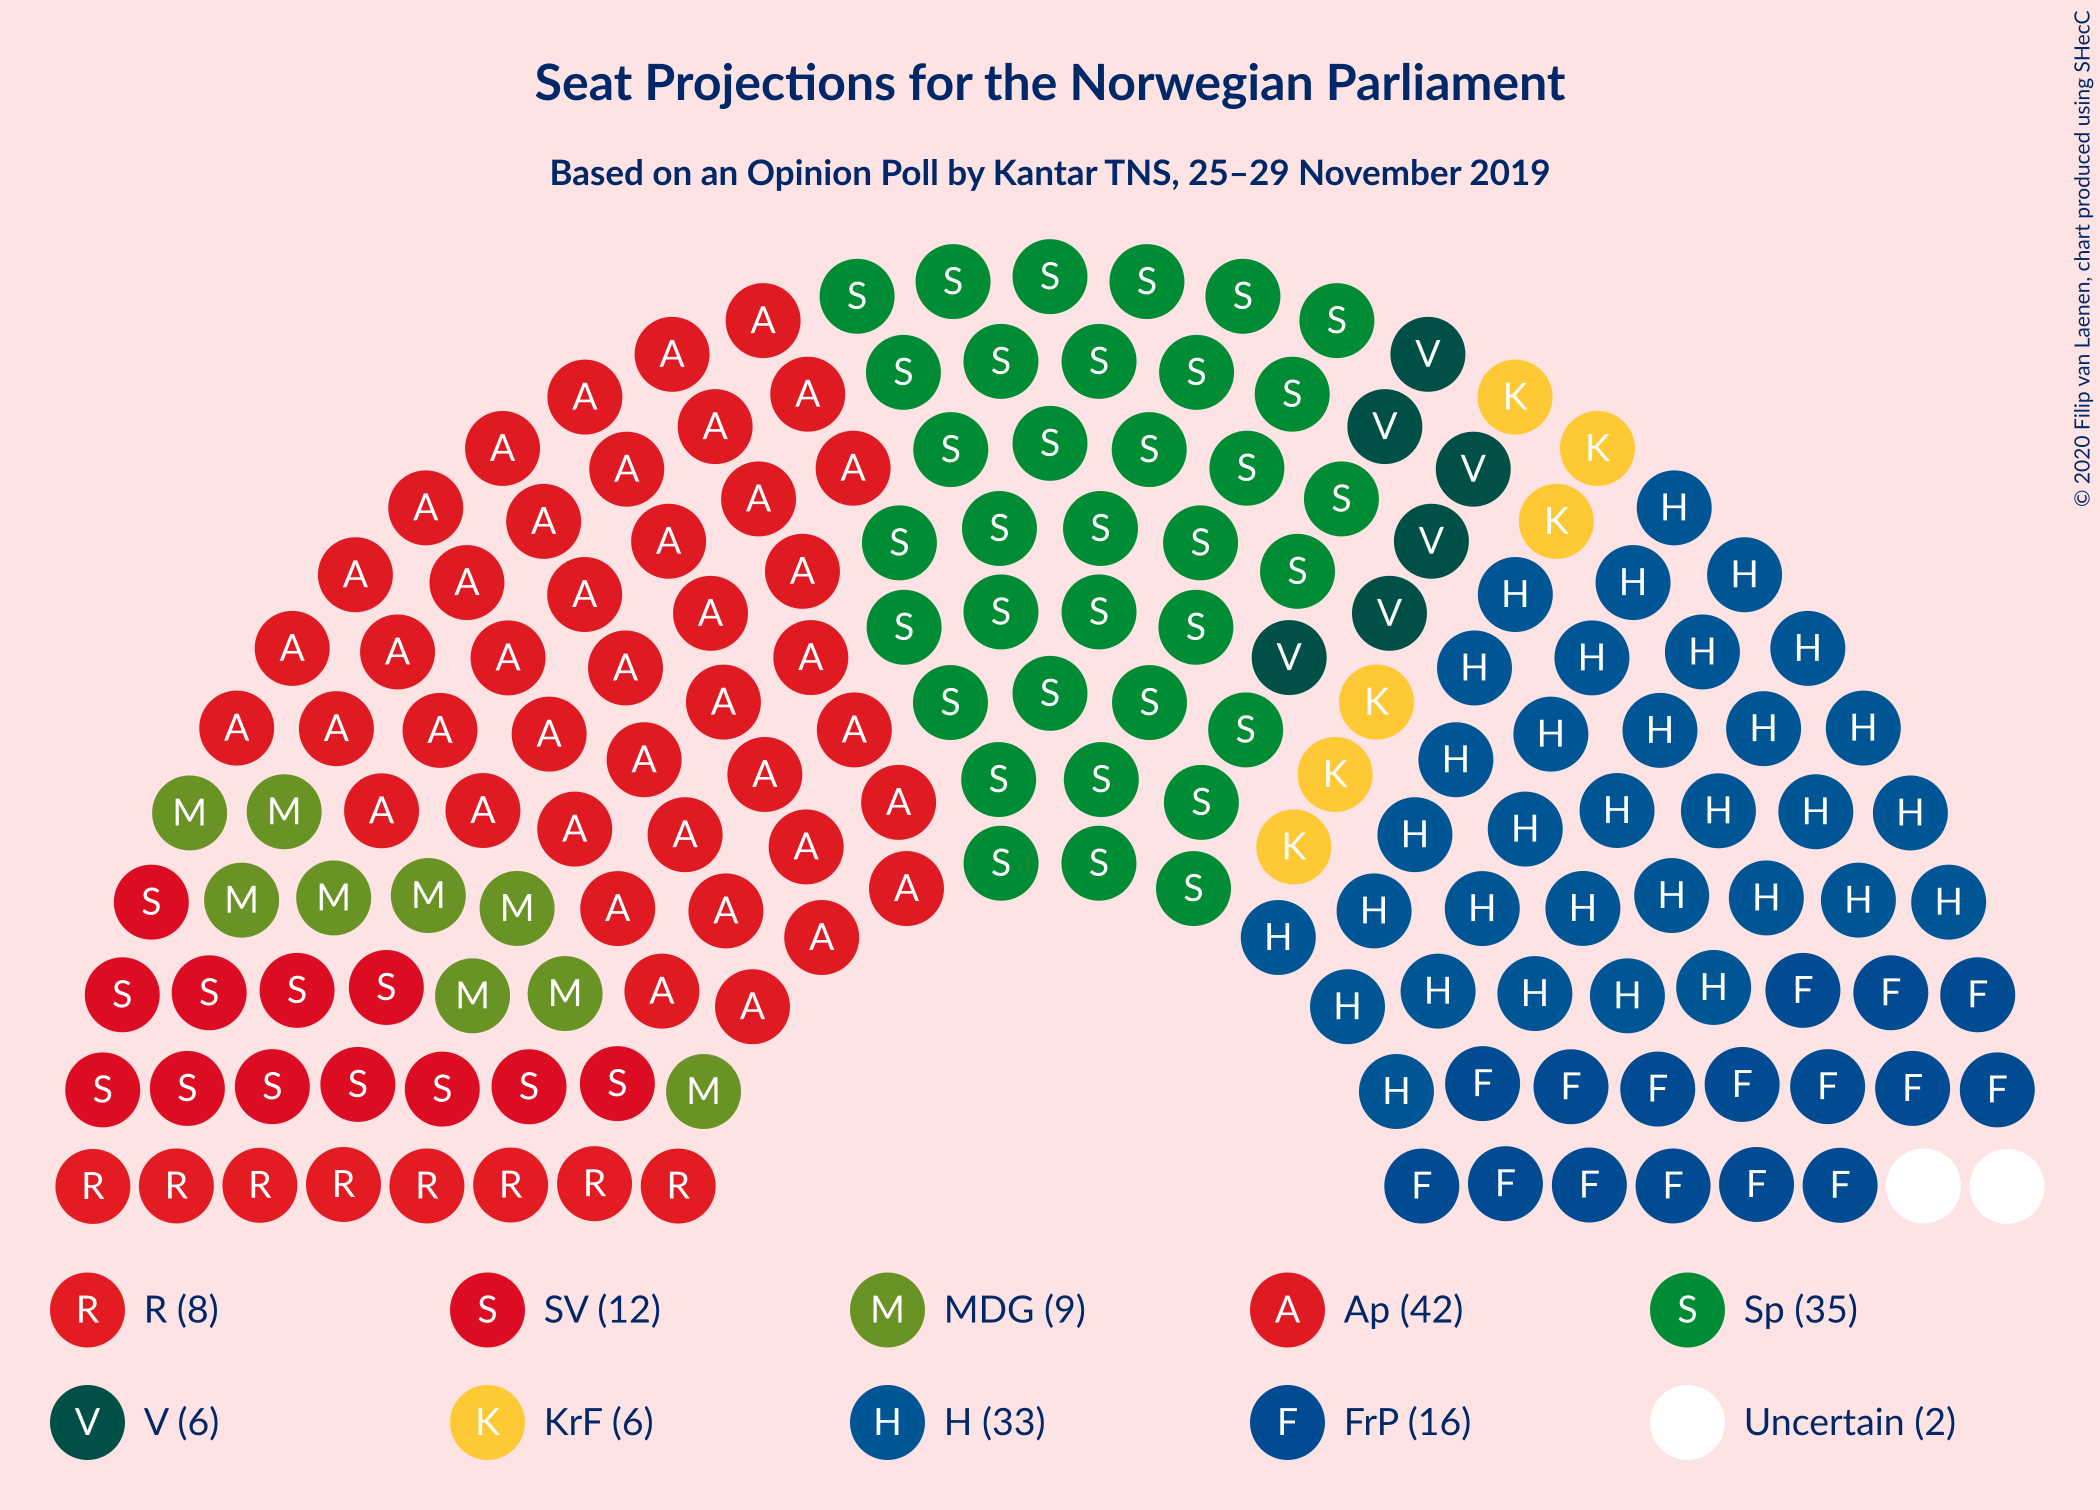 Seat Projections for the Norwegian Parliament
Based on an Opinion Poll by Kantar TNS, 25–29 November 2019
© 2020 Filip van Laenen, chart produced using SHecC
S S S S S S
A S S S S S V
A A S S S S S V K
A A A S S S S S V V K K
A A A A S S S S S V V K H
A A A A A S S S S V K H H H
A A A A A A S S S S K H H H H
A A A A A A A S S S K H H H H H
M M A A A A A A S S S H H H H H H H
S M M M M A A A A H H H H H H H H
S S S S M M A A H H H H H F F F
S S S S S S S M H F F F F F F F
R R R R R R R R F F F F F F
R R (8) S SV (12) M MDG (9) A Ap (42) S Sp (35)
V V (6) K KrF (6) H H (33) F FrP (16) Uncertain (2)